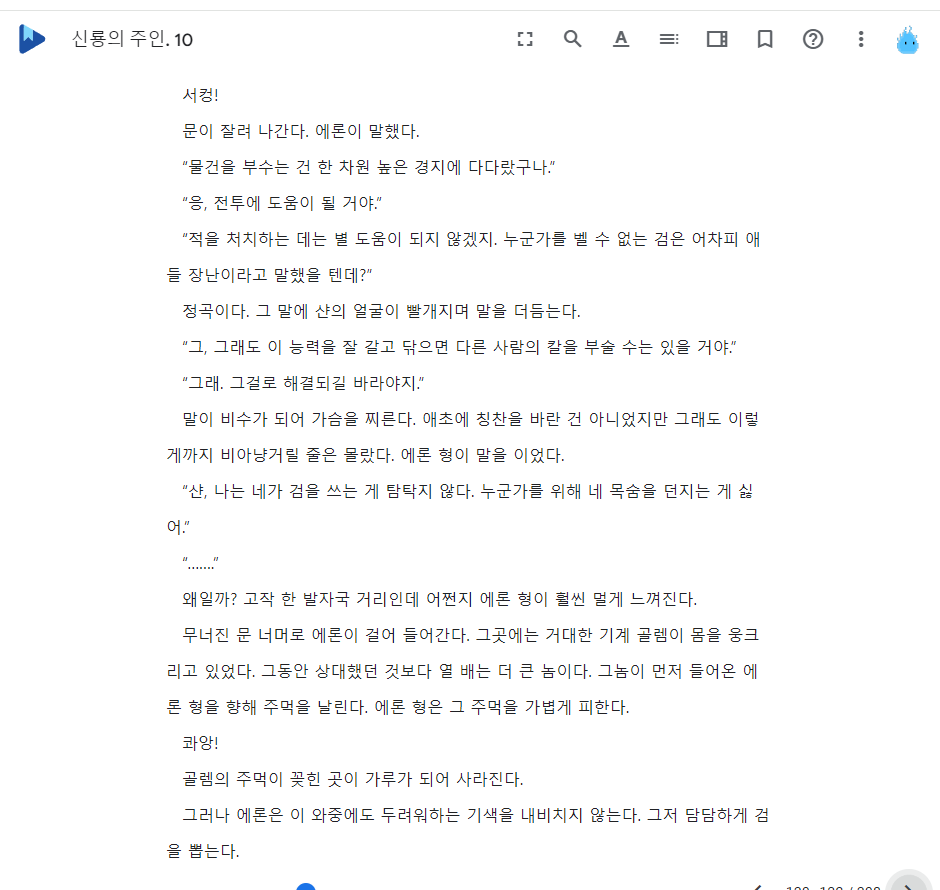 신룡의 주인. 10
서컹!
문이 잘려 나간다. 에론이 말했다.
“물건을 부수는 건 한 차원 높은 경지에 다다랐구나.”
“응, 전투에 도움이 될 거야.”
“적을 처치하는 데는 별 도움이 되지 않겠지. 누군가를 벨 수 없는 검은 어차피 애
들 장난이라고 말했을 텐데?”
정곡이다. 그 말에 샨의 얼굴이 빨개지며 말을 더듬는다.
“그, 그래도 이 능력을 잘 갈고 닦으면 다른 사람의 칼을 부술 수는 있을 거야.”
“그래. 그걸로 해결되길 바라야지.”
말이 비수가 되어 가슴을 찌른다. 애초에 칭찬을 바란 건 아니었지만 그래도 이렇
게까지 비아냥거릴 줄은 몰랐다. 에론 형이 말을 이었다.
“샨, 나는 네가 검을 쓰는 게 탐탁지 않다. 누군가를 위해 네 목숨을 던지는 게 싫
어.”
“…….”
왜일까? 고작 한 발자국 거리인데 어쩐지 에론 형이 훨씬 멀게 느껴진다.
무너진 문 너머로 에론이 걸어 들어간다. 그곳에는 거대한 기계 골렘이 몸을 웅크
리고 있었다. 그동안 상대했던 것보다 열 배는 더 큰 놈이다. 그놈이 먼저 들어온 에
론 형을 향해 주먹을 날린다. 에론 형은 그 주먹을 가볍게 피한다.
콰앙!
골렘의 주먹이 꽂힌 곳이 가루가 되어 사라진다.
그러나 에론은 이 와중에도 두려워하는 기색을 내비치지 않는다. 그저 담담하게 검
을 뽑는다.